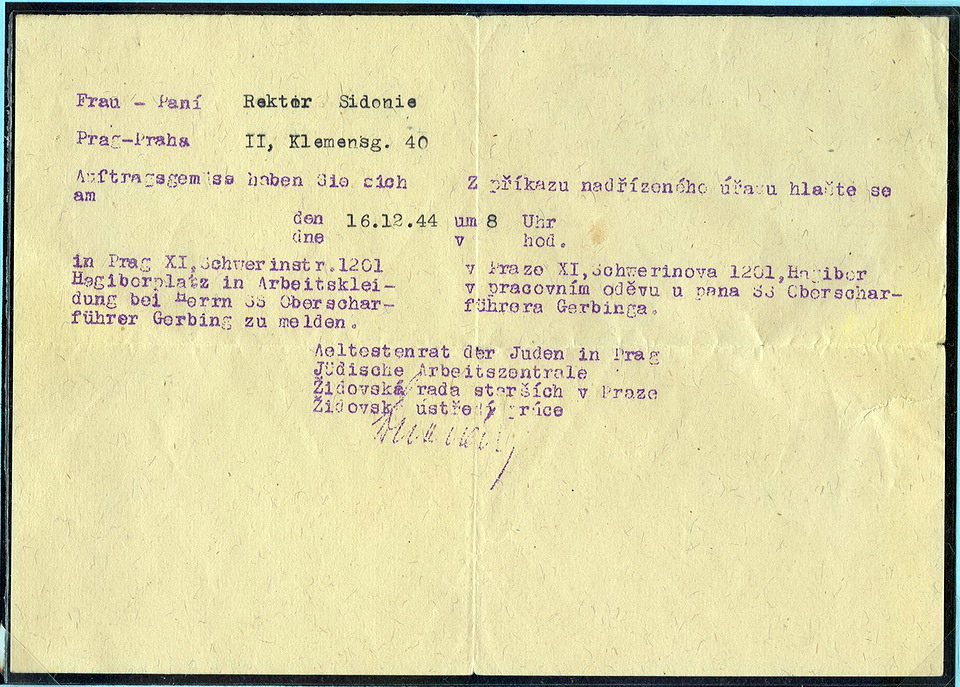 Frau - Paní Rektor Sidonie
Prag-Praha II, Klemensg. 40
Auftragsgemäss haben Sie sich
am
Z příkazu nadřízeného úřadu hlašte se
den 16.12.44 um 8 Uhr
dne v hod.
in Prag XI, Schwerinstr.1201
Hagiborplatz in Arbeitsklei-
dung bei Herrn SS Oberschar-
führer Gerbing zu melden.
v Praze XI, Schwerinova 1201, Hagibor
v pracovním oděvu u pana SS Oberschar-
führera Gerbinga.
Aeltestenrat der Juden in Prag
Jüdische Arbeitszentrale
Židovská rada starších v Praze
Židovské ústředí práce